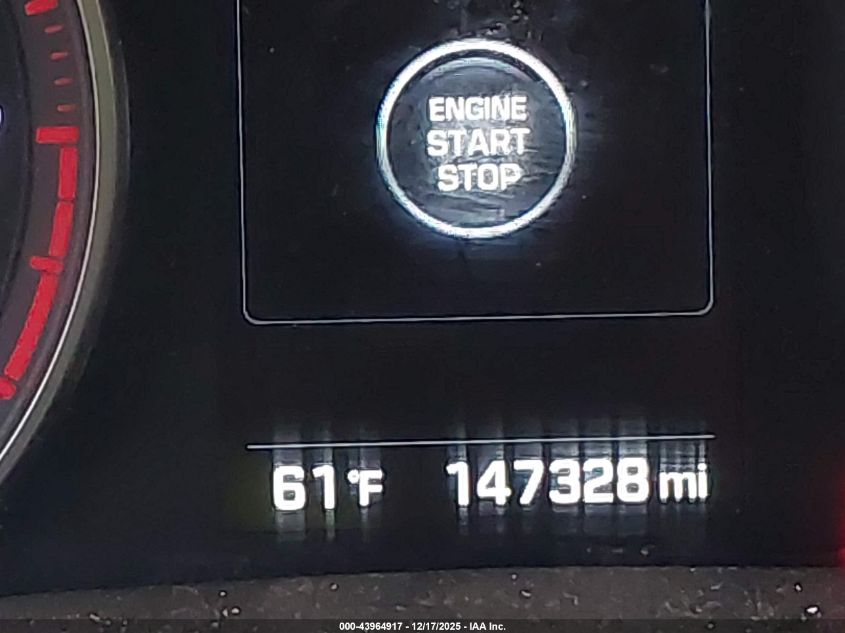 ENGINE
START
STOP
61°F 147328 mi
000-43964917 - 12/17/2025 - IAA Inc.